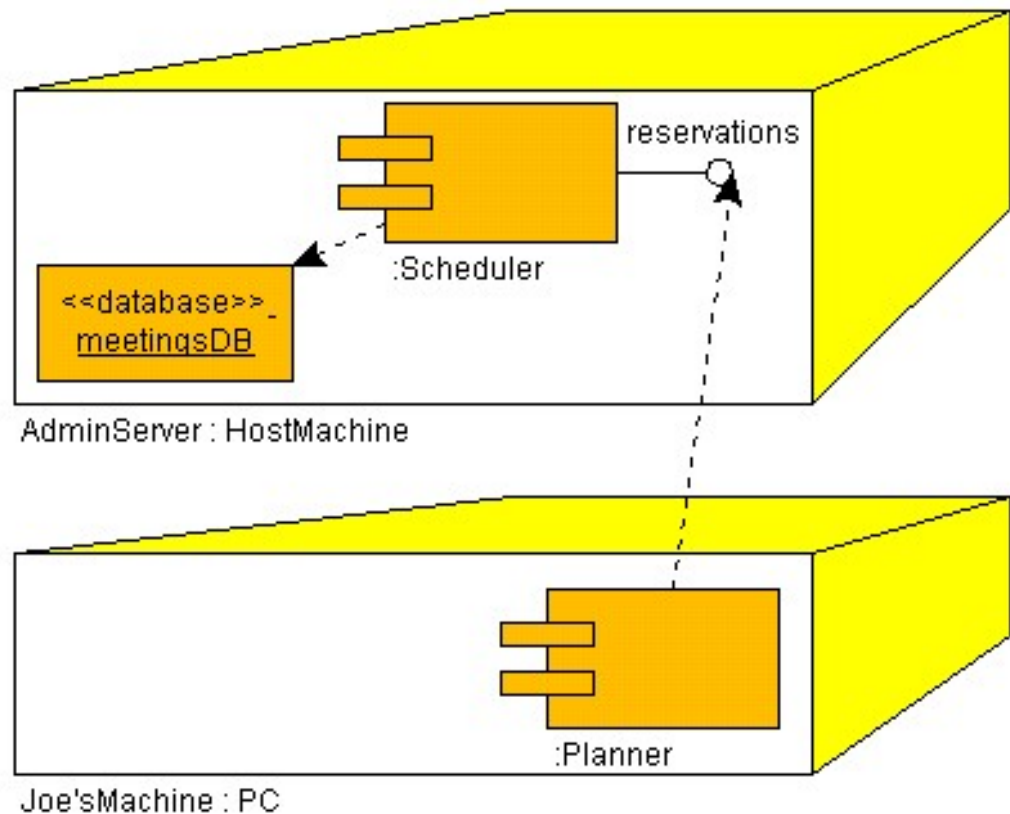 reservations
:Scheduler
<<database>>
meetingsDB
AdminServer : HostMachine
:Planner
Joe'sMachine : PC